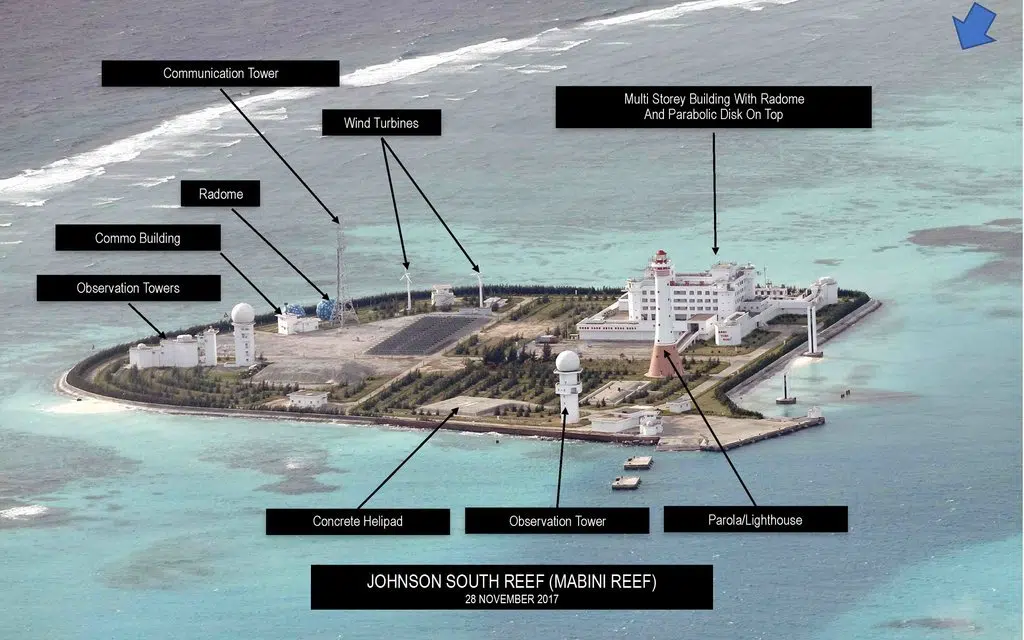 Communication Tower
Multi Storey Building With Radome
And Parabolic Disk On Top
Wind Turbines
Radome
Commo Building
Observation Towers
Concrete Helipad
Observation Tower
Parola/Lighthouse
JOHNSON SOUTH REEF (MABINI REEF)
28 NOVEMBER 2017